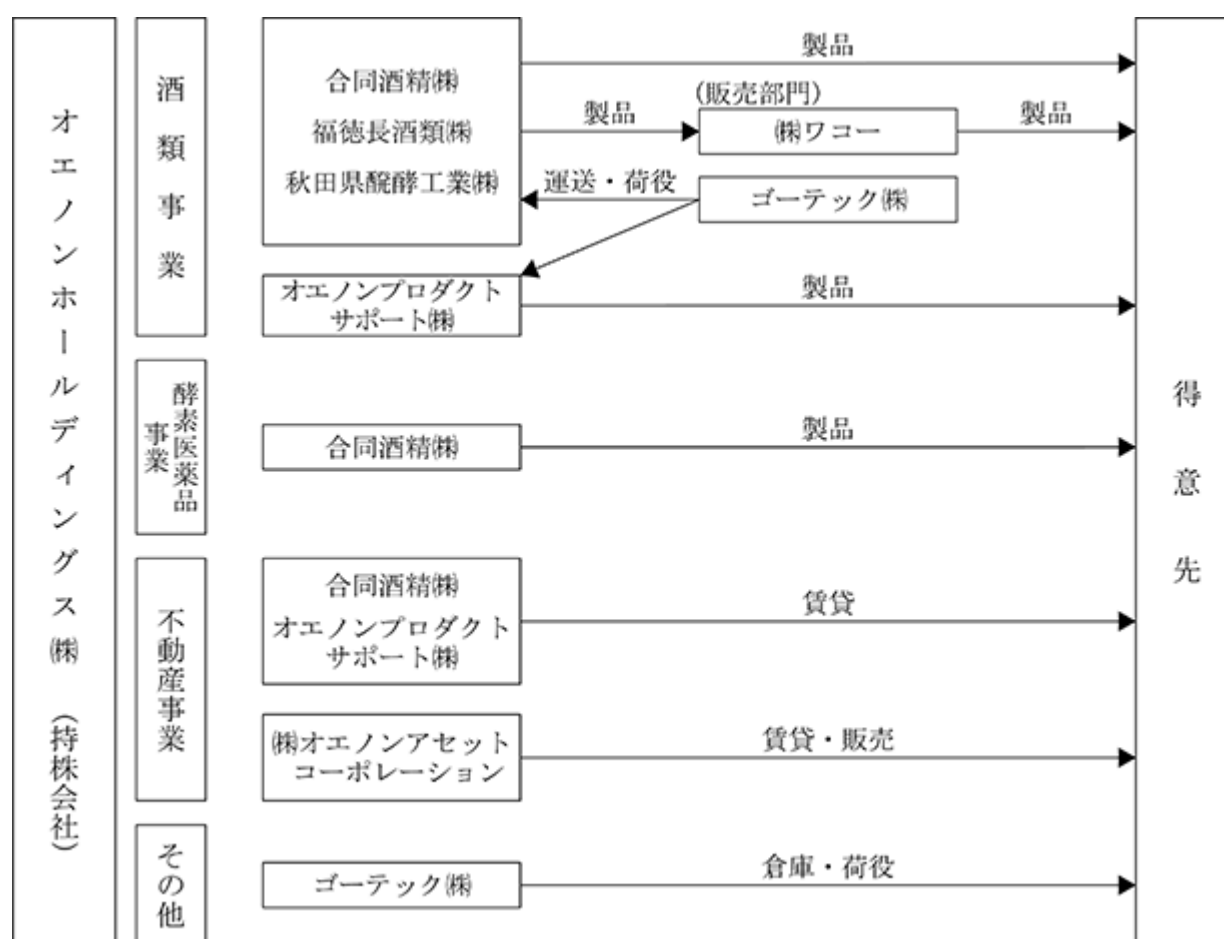 オエノンホールディングス㈱ (持株会社)
酒類事業
合同酒精㈱
福徳長酒類㈱
秋田県醗酵工業㈱
製品
製品
(販売部門)
㈱ワコー
製品
運送・荷役
ゴーテック㈱
オエノンプロダクト
サポート㈱
製品
酵素医薬品
事業
合同酒精㈱
製品
不動産事業
合同酒精㈱
オエノンプロダクト
サポート㈱
賃貸
㈱オエノンアセット
コーポレーション
賃貸・販売
その他
ゴーテック㈱
倉庫・荷役
得意先